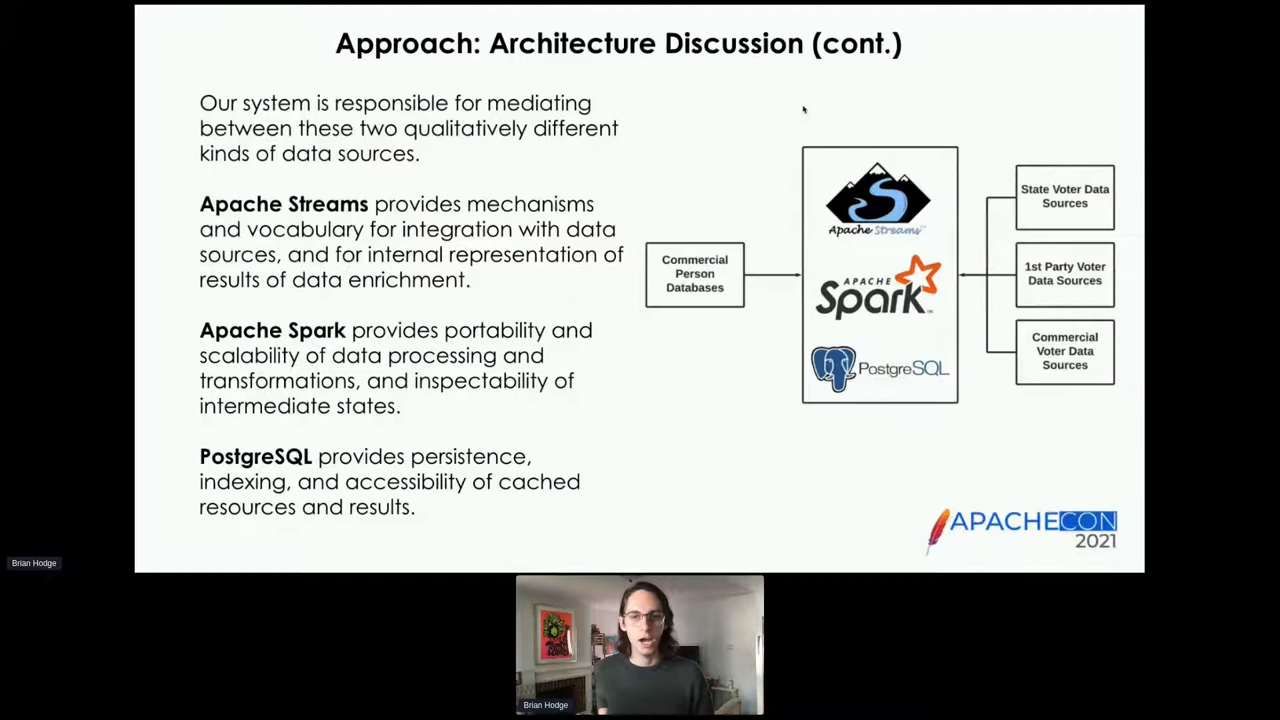 Approach: Architecture Discussion (cont.)
Our system is responsible for mediating
between these two qualitatively different
kinds of data sources.
Apache Streams provides mechanisms
and vocabulary for integration with data
sources, and for internal representation of
results of data enrichment.
Apache Spark provides portability and
scalability of data processing and
transformations, and inspectability of
intermediate states.
PostgreSQL provides persistence,
indexing, and accessibility of cached
resources and results.
Commercial
Person
Databases
Apache Streams™
APACHE
Spark™
PostgreSQL
State Voter Data
Sources
1st Party Voter
Data Sources
Commercial
Voter Data
Sources
APACHECON
2021
Brian Hodge
Brian Hodge